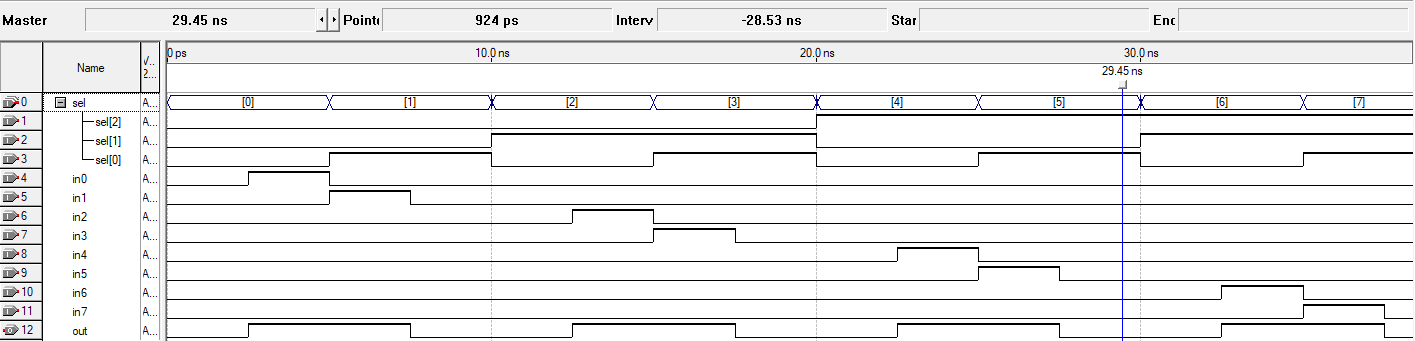 Master 29.45 ns Pointe 924 ps Interv -28.53 ns Star Enc
Name V.. 2... 0 ps 10.0 ns 20.0 ns 30.0 ns
29.45 ns
0 sel A... [0] [1] [2] [3] [4] [5] [6] [7]
1 sel[2] A...
2 sel[1] A...
3 sel[0] A...
4 in0 A...
5 in1 A...
6 in2 A...
7 in3 A...
8 in4 A...
9 in5 A...
10 in6 A...
11 in7 A...
12 out A...